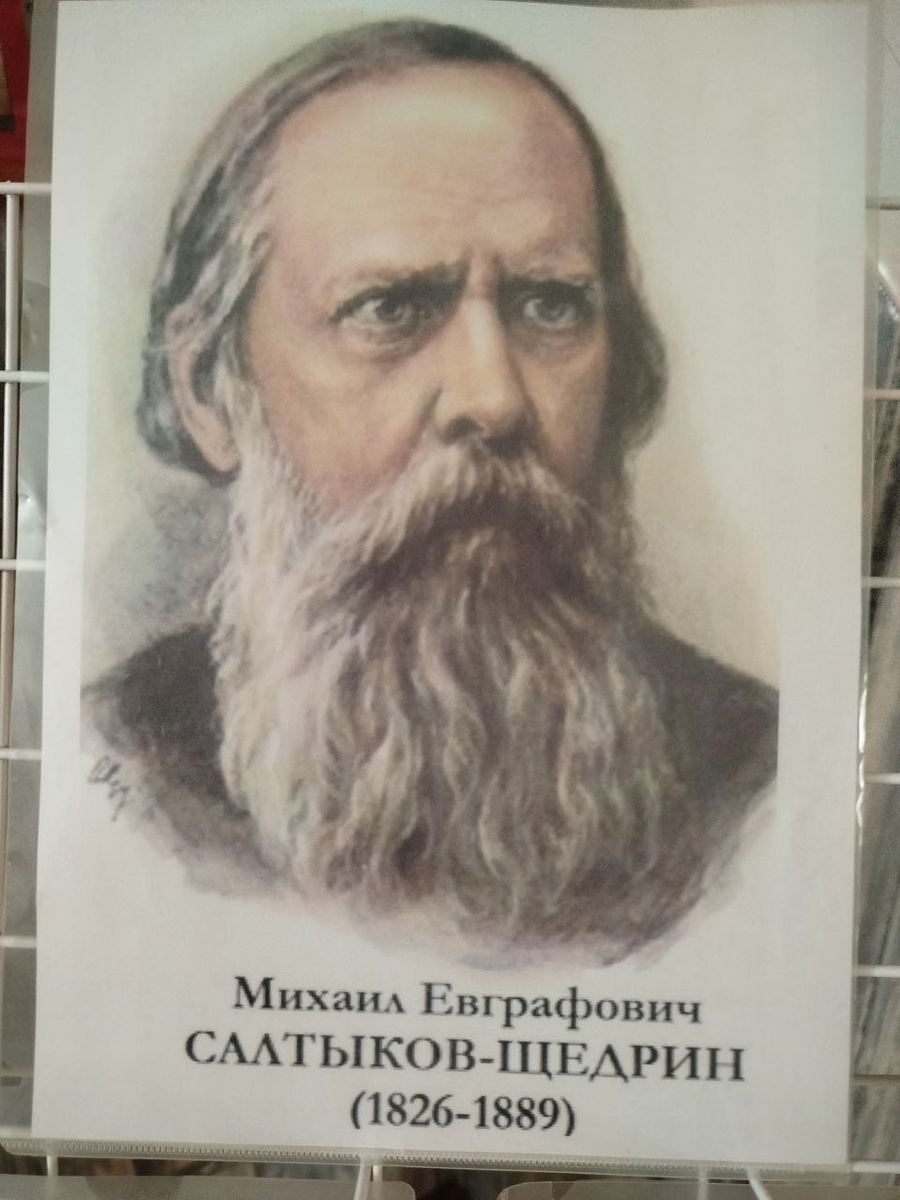 Михаил Евграфович
САЛТЫКОВ-ЩЕДРИН
(1826-1889)